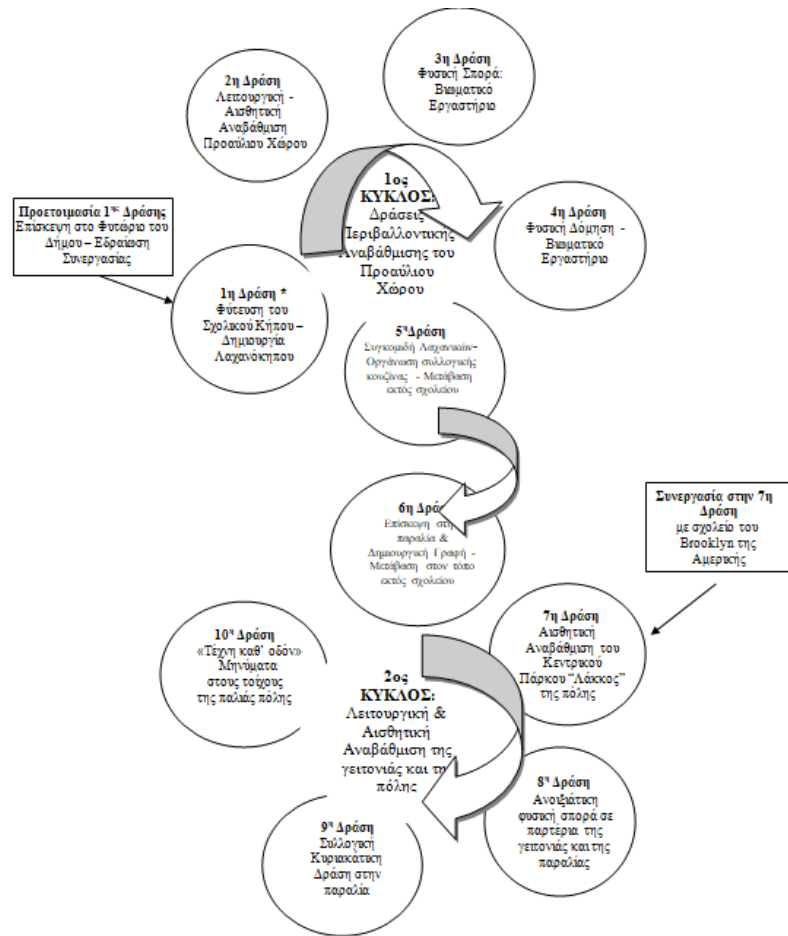 3η Δράση
Φυσική Σπορά:
Βιωματικό
Εργαστήριο
2η Δράση
Λειτουργική -
Αισθητική
Αναβάθμιση
Προαύλιου Χώρου
1ος
ΚΥΚΛΟΣ:
Δράσεις
Περιβαλλοντικής
Αναβάθμισης του
Προαύλιου
Χώρου
4η Δράση
Φυσική Δόμηση -
Βιωματικό
Εργαστήριο
Προετοιμασία 1ης Δράσης
Επίσκεψη στο Φυτώριο του
Δήμου – Εδραίωση
Συνεργασίας
1η Δράση *
Φύτευση του
Σχολικού Κήπου –
Δημιουργία
Λαχανόκηπου
5η Δράση
Συγκομιδή Λαχανικών-
Οργάνωση συλλογικής
κουζίνας - Μετάβαση
εκτός σχολείου
6η Δράση
Επίσκεψη στην
παραλία &
Δημιουργική Γραφή -
Μετάβαση στον τόπο
εκτός σχολείου
Συνεργασία στην 7η
Δράση
με σχολείο του
Brooklyn της
Αμερικής
7η Δράση
Αισθητική
Αναβάθμιση του
Κεντρικού
Πάρκου “Λάκκος”
της πόλης
10η Δράση
«Τέχνη καθ’ οδόν»
Μηνύματα
στους τοίχους
της παλιάς πόλης
2ος
ΚΥΚΛΟΣ:
Λειτουργική &
Αισθητική
Αναβάθμιση της
γειτονιάς και της
πόλης
8η Δράση
Ανοιξιάτικη
φυσική σπορά σε
παρτέρια της
γειτονιάς και της
παραλίας
9η Δράση
Συλλογική
Κυριακάτικη
Δράση στην
παραλία